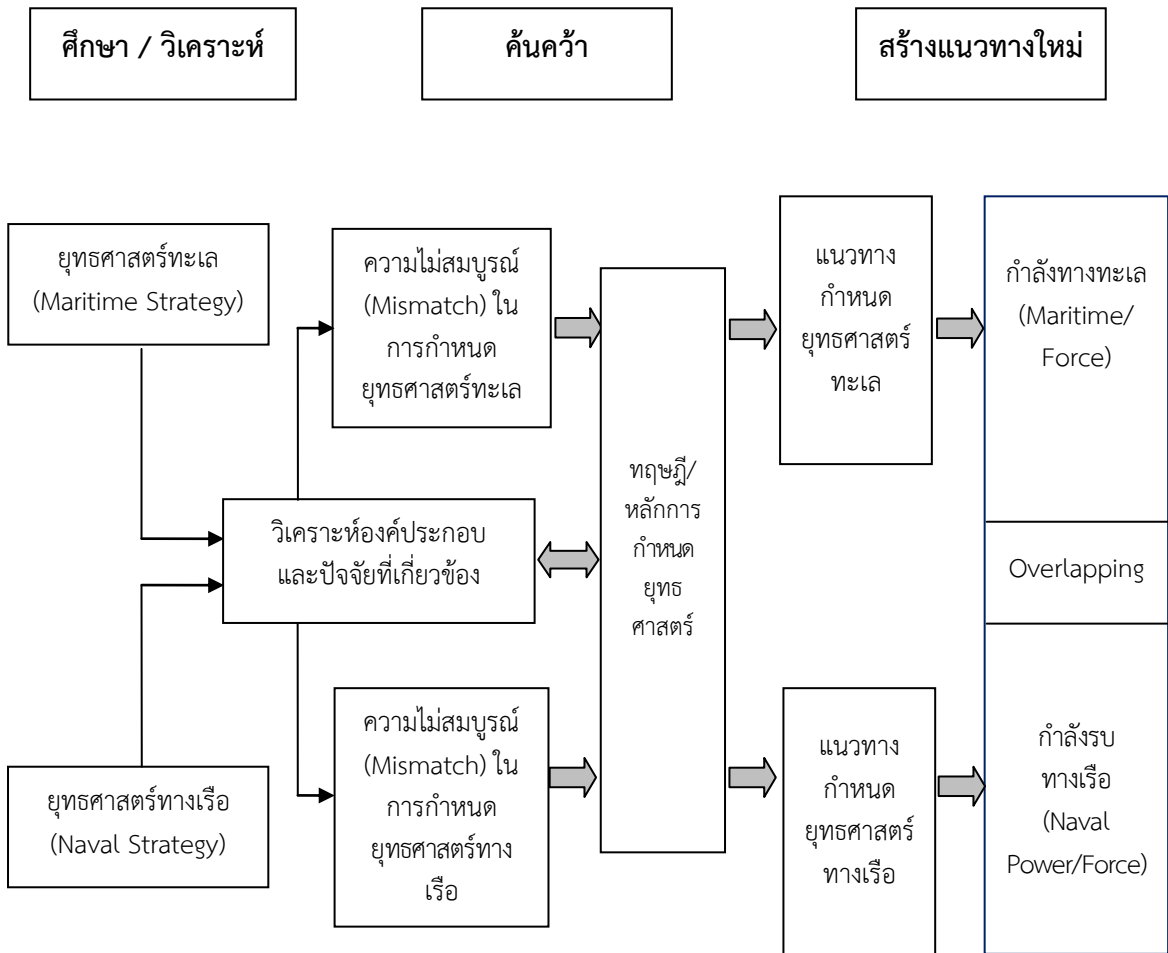 ศึกษา / วิเคราะห์
ค้นคว้า
สร้างแนวทางใหม่
ยุทธศาสตร์ทะเล
(Maritime Strategy)
ความไม่สมบูรณ์
(Mismatch) ใน
การกำหนด
ยุทธศาสตร์ทะเล
แนวทาง
กำหนด
ยุทธศาสตร์
ทะเล
กำลังทางทะเล
(Maritime/
Force)
วิเคราะห์องค์ประกอบ
และปัจจัยที่เกี่ยวข้อง
ทฤษฎี/
หลักการ
กำหนด
ยุทธ
ศาสตร์
Overlapping
ยุทธศาสตร์ทางเรือ
(Naval Strategy)
ความไม่สมบูรณ์
(Mismatch) ใน
การกำหนด
ยุทธศาสตร์ทาง
เรือ
แนวทาง
กำหนด
ยุทธศาสตร์
ทางเรือ
กำลังรบ
ทางเรือ
(Naval
Power/Force)